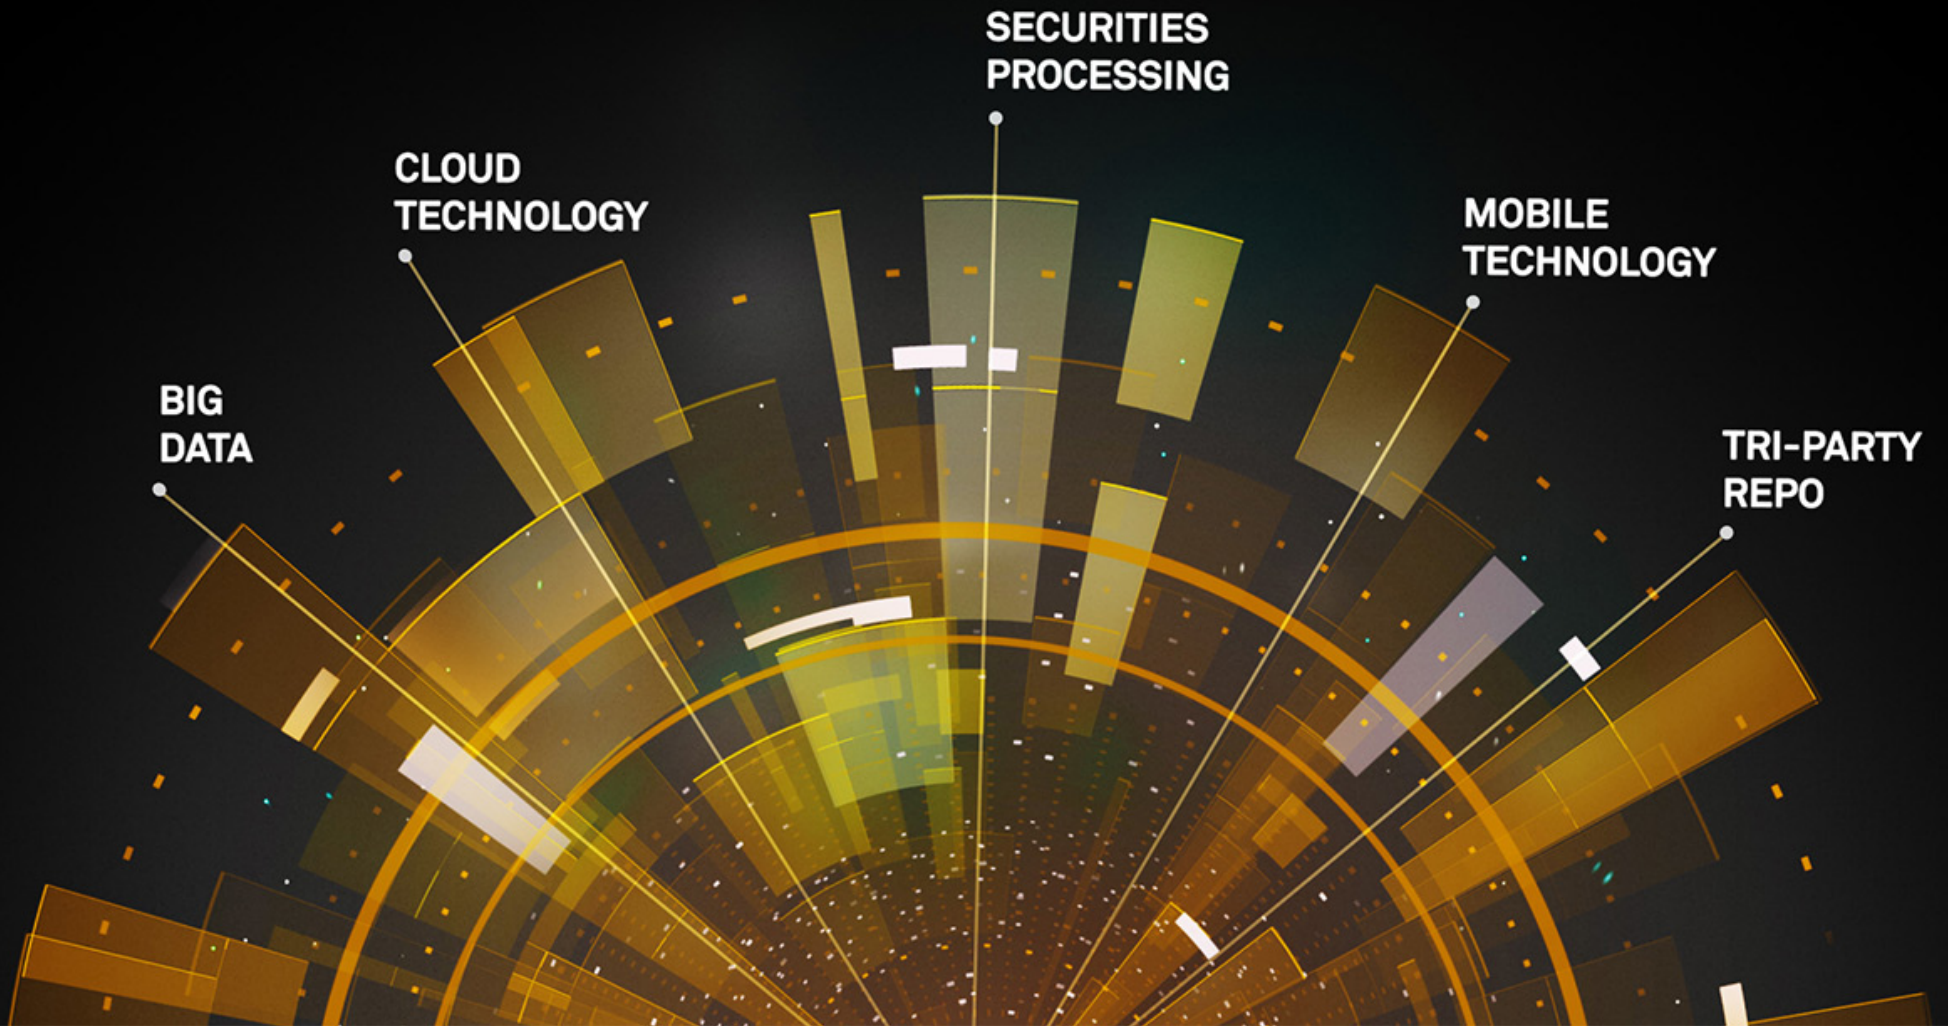 SECURITIES
PROCESSING
CLOUD
TECHNOLOGY
MOBILE
TECHNOLOGY
BIG
DATA
TRI-PARTY
REPO